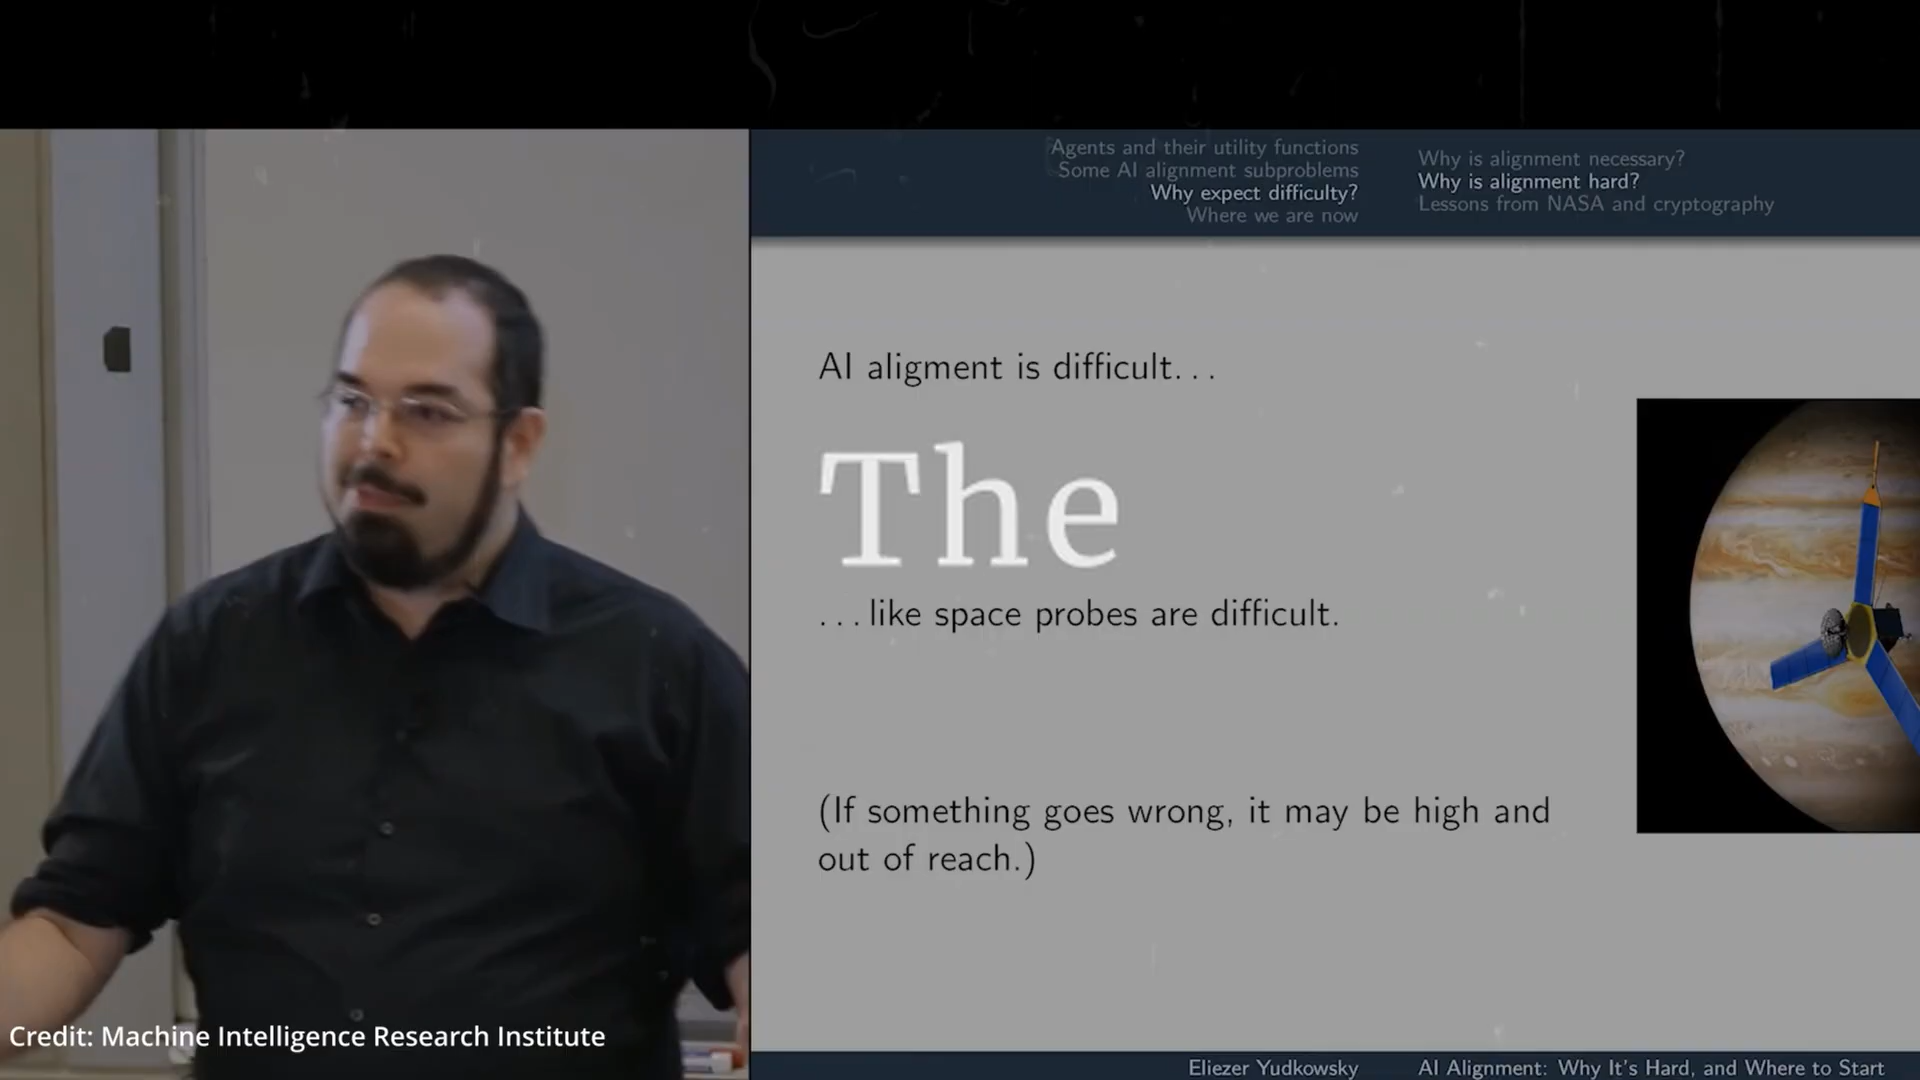 Agents and their utility functions
Some AI alignment subproblems
Why expect difficulty?
Where we are now
Why is alignment necessary?
Why is alignment hard?
Lessons from NASA and cryptography
AI aligment is difficult. . .
The
. . . like space probes are difficult.
(If something goes wrong, it may be high and
out of reach.)
Credit: Machine Intelligence Research Institute
Eliezer Yudkowsky
AI Alignment: Why It's Hard, and Where to Start